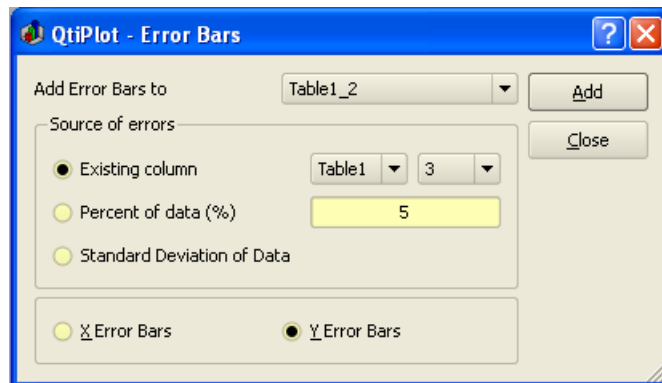 QtiPlot - Error Bars
Add Error Bars to Table1_2 Add
Source of errors Close
Existing column Table1 3
Percent of data (%) 5
Standard Deviation of Data
X Error Bars Y Error Bars